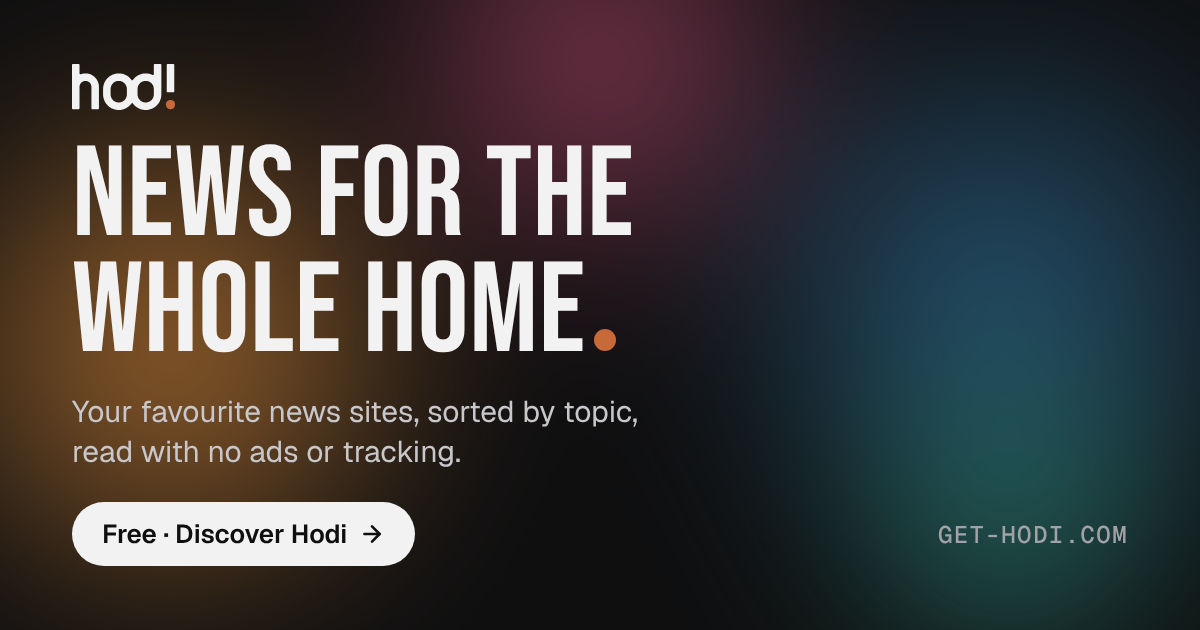 hodi
NEWS FOR THE
WHOLE HOME.
Your favourite news sites, sorted by topic,
read with no ads or tracking.
Free · Discover Hodi →
GET-HODI.COM